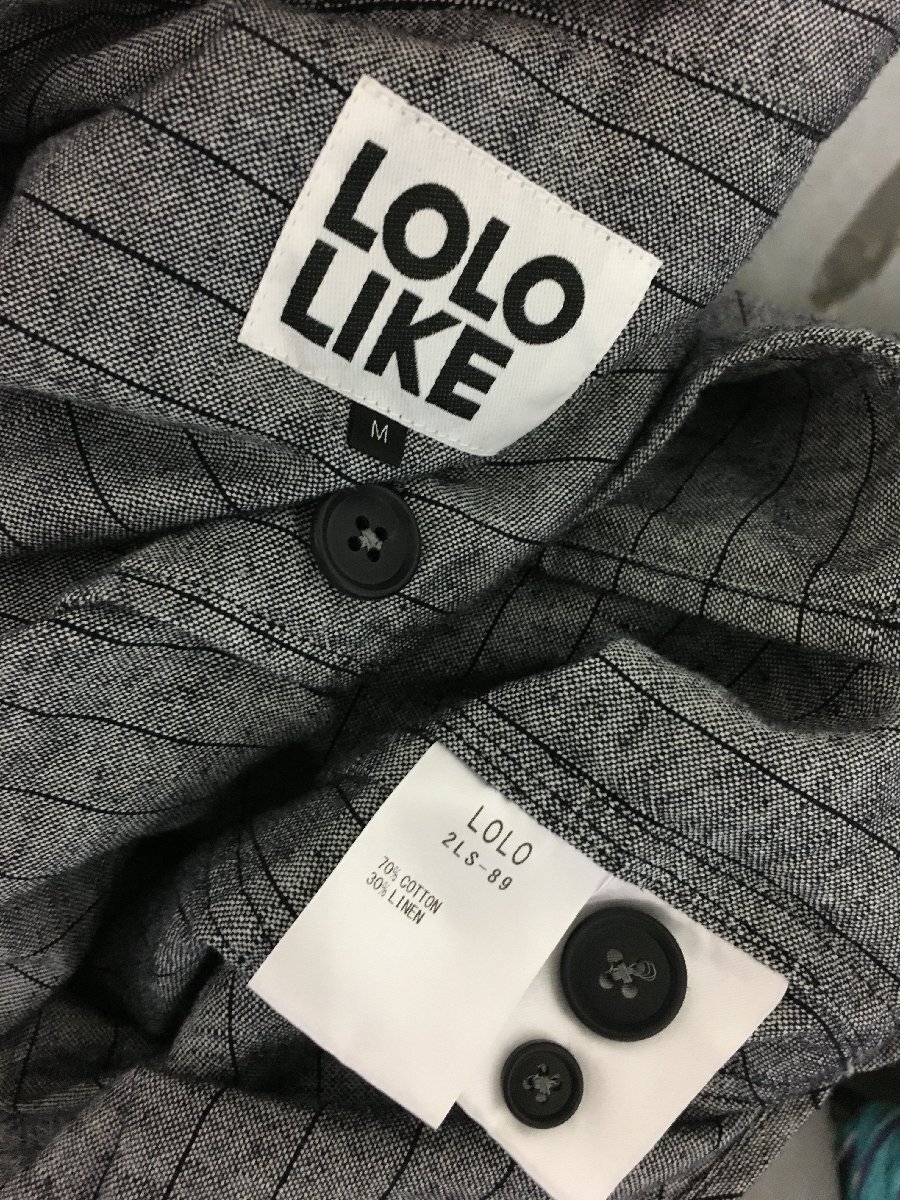 LOLO
LIKE
M
LOLO
2LS-89
70% COTTON
30% LINEN